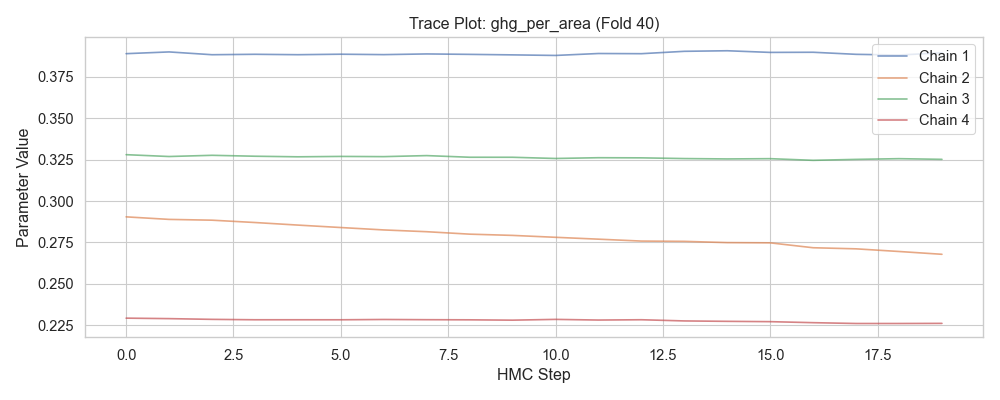 Trace Plot: ghg_per_area (Fold 40)
Parameter Value
0.375
0.350
0.325
0.300
0.275
0.250
0.225
Chain 1
Chain 2
Chain 3
Chain 4
0.0 2.5 5.0 7.5 10.0 12.5 15.0 17.5
HMC Step